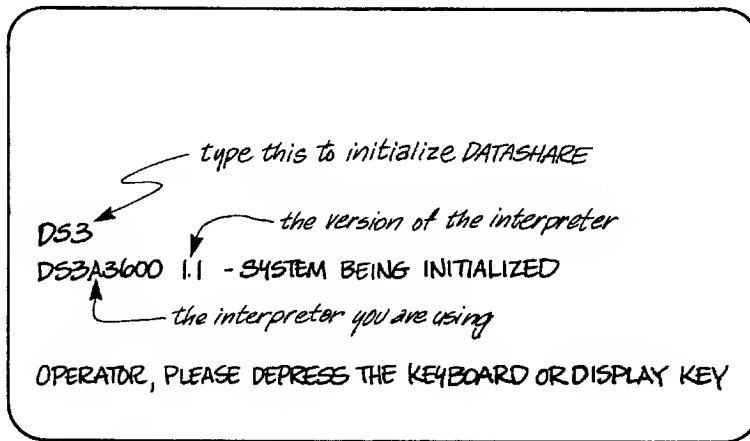 type this to initialize DATASHARE
DS3
the version of the interpreter
DS3A3600 1.1 - SYSTEM BEING INITIALIZED
the interpretor you are using
OPERATOR, PLEASE DEPRESS THE KEYBOARD OR DISPLAY KEY